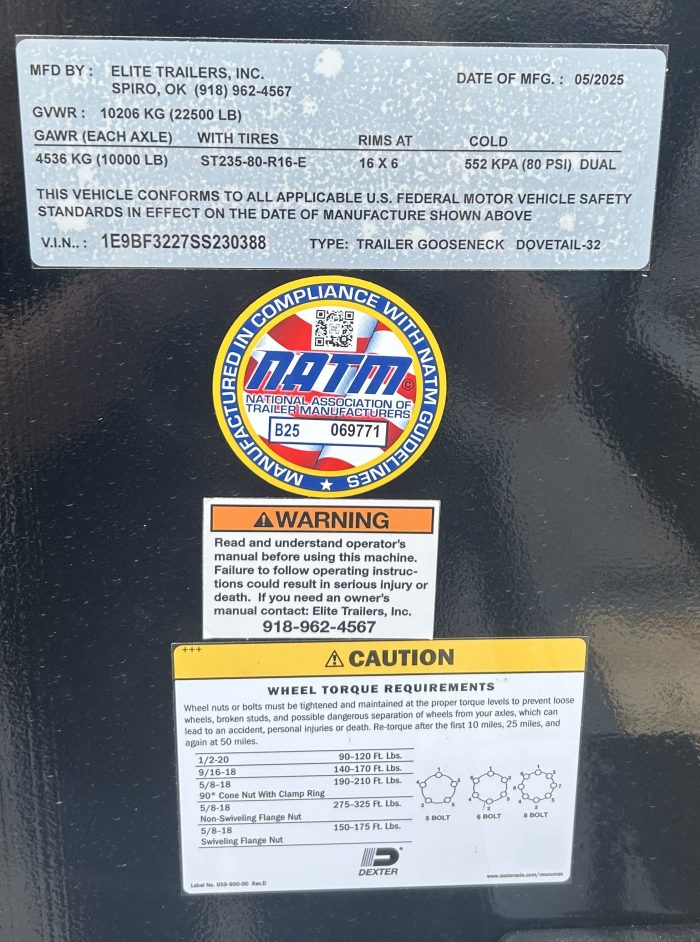 MFD BY : ELITE TRAILERS, INC. DATE OF MFG. : 05/2025
SPIRO, OK (918) 962-4567
GVWR : 10206 KG (22500 LB)
GAWR (EACH AXLE) WITH TIRES RIMS AT COLD
4536 KG (10000 LB) ST235-80-R16-E 16 X 6 552 KPA (80 PSI) DUAL
THIS VEHICLE CONFORMS TO ALL APPLICABLE U.S. FEDERAL MOTOR VEHICLE SAFETY
STANDARDS IN EFFECT ON THE DATE OF MANUFACTURE SHOWN ABOVE
V.I.N.. : 1E9BF3227SS230388 TYPE: TRAILER GOOSENECK DOVETAIL-32
MANUFACTURED IN COMPLIANCE WITH NATM GUIDELINES
NATM ©
NATIONAL ASSOCIATION OF
TRAILER MANUFACTURERS
B25 069771
WARNING
Read and understand operator's
manual before using this machine.
Failure to follow operating instruc-
tions could result in serious injury or
death. If you need an owner's
manual contact: Elite Trailers, Inc.
918-962-4567
+++
CAUTION
WHEEL TORQUE REQUIREMENTS
Wheel nuts or bolts must be tightened and maintained at the proper torque levels to prevent loose
wheels, broken studs, and possible dangerous separation of wheels from your axles, which can
lead to an accident, personal injuries or death. Re-torque after the first 10 miles, 25 miles, and
again at 50 miles.
1/2-20 90-120 Ft. Lbs.
9/16-18 140-170 Ft. Lbs.
5/8-18 190-210 Ft. Lbs.
90° Cone Nut With Clamp Ring
5/8-18 275-325 Ft. Lbs.
Non-Swiveling Flange Nut
5/8-18 150-175 Ft. Lbs.
Swiveling Flange Nut
5 BOLT 6 BOLT 8 BOLT
DEXTER
Label No. 059-900-00 Rev.D www.dexteraxle.com/resources